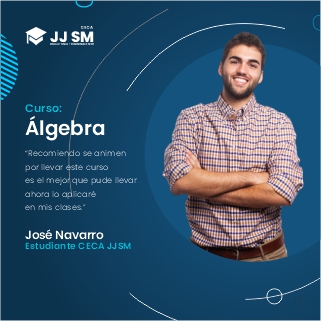 CECA
JJ SM
Curso:
Álgebra
"Recomiendo se animen
por llevar este curso
es el mejor que pude llevar
ahora lo aplicaré
en mis clases."
José Navarro
Estudiante CECA JJSM